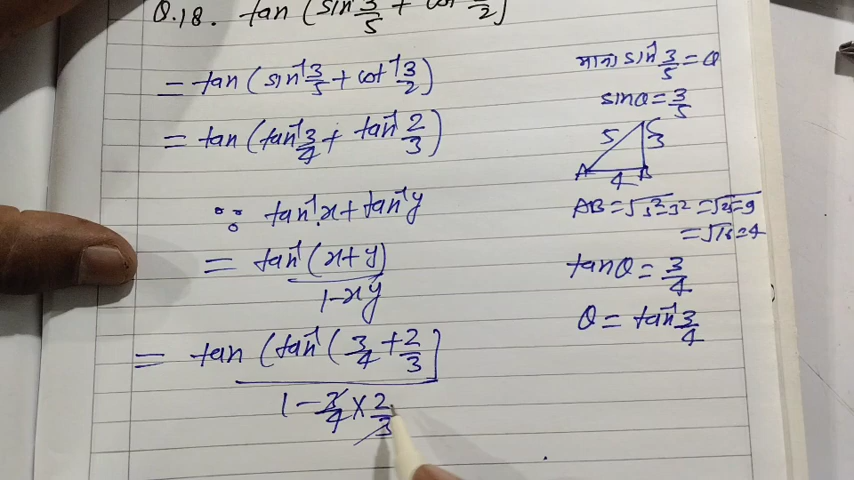 Q.18. tan (sin⁻¹ 3/5 + cot⁻¹ 3/2)
= tan (sin⁻¹ 3/5 + cot⁻¹ 3/2)
= tan (tan⁻¹ 3/4 + tan⁻¹ 2/3)
∵ tan⁻¹x + tan⁻¹y
= tan⁻¹ (x+y)/(1-xy)
= tan (tan⁻¹ (3/4 + 2/3]
1 - 3/4 × 2/3
माना sin⁻¹ 3/5 = θ
sinθ = 3/5
5 C 3
A 4 B
AB = √5²-3² = √25-9
= √16 = 4
tanθ = 3/4
θ = tan⁻¹ 3/4